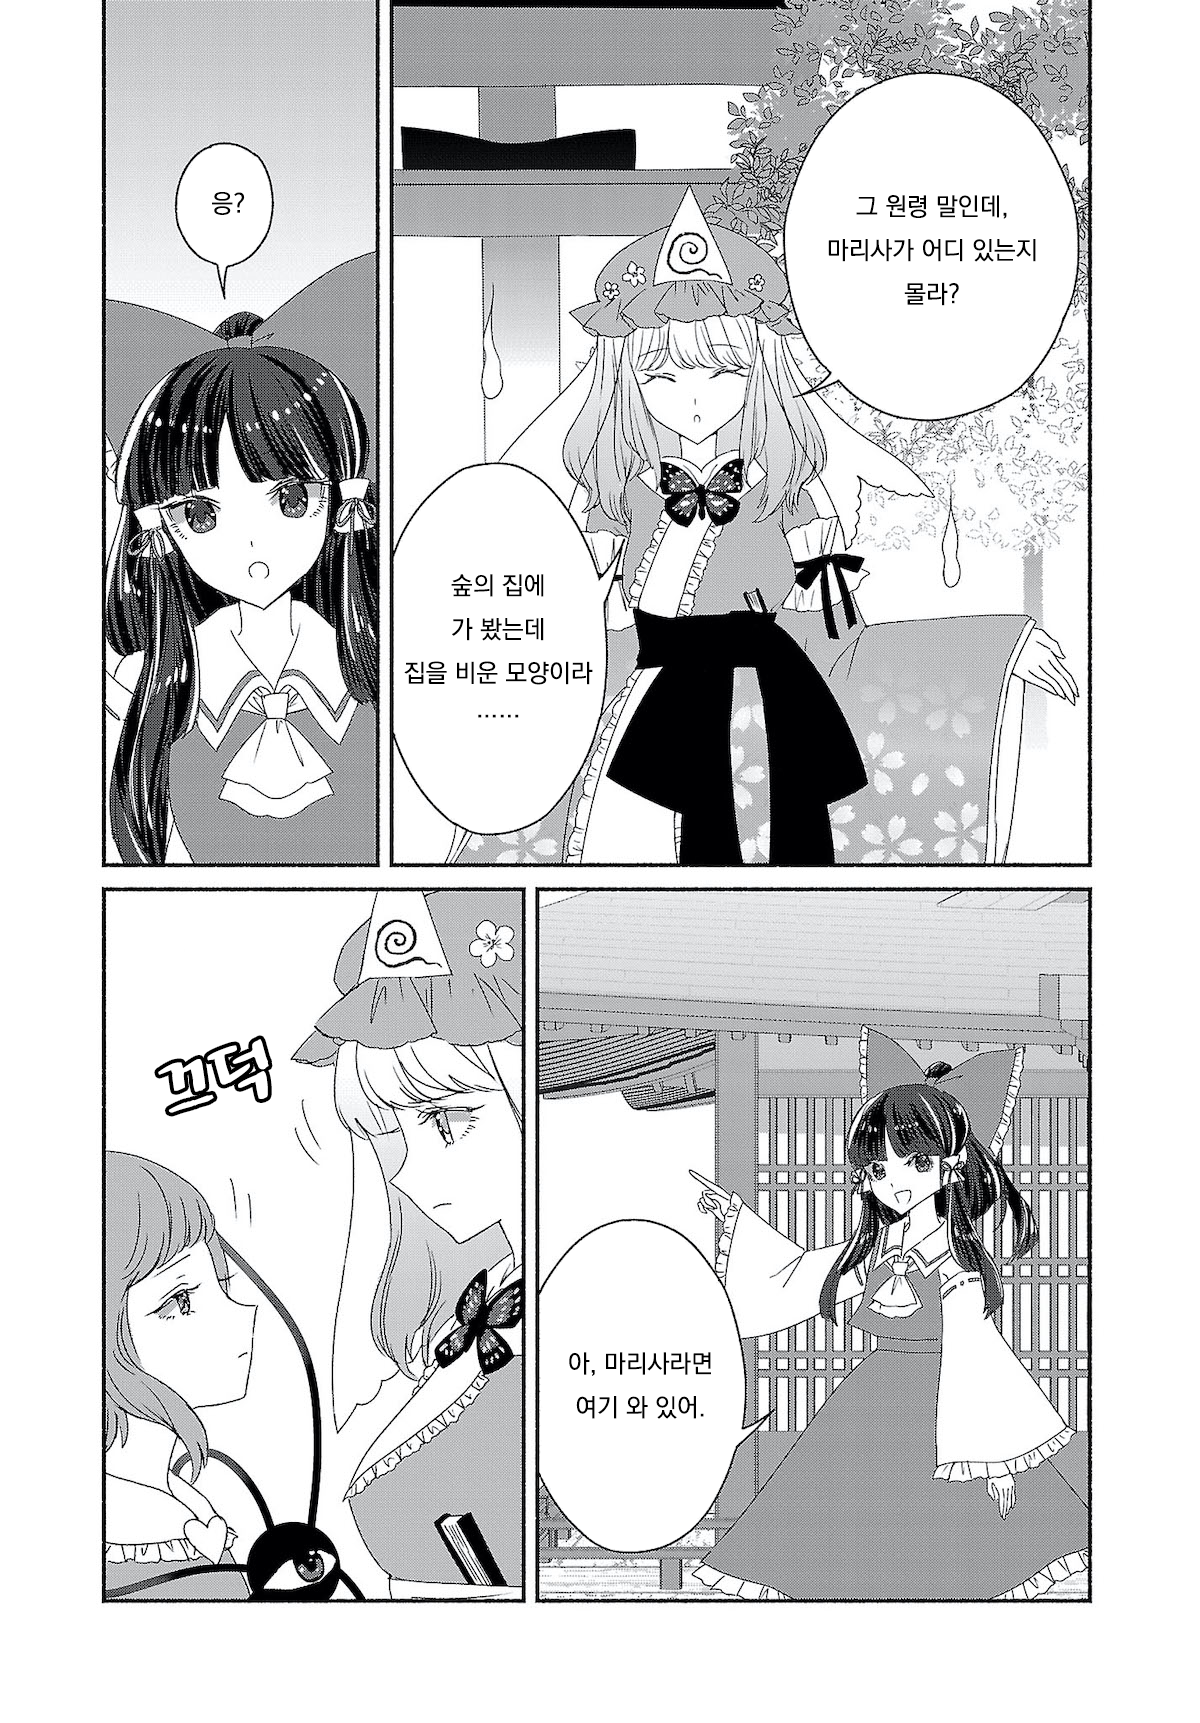 그 원령 말인데,
마리사가 어디 있는지
몰라?
숲의 집에
가 봤는데
집을 비운 모양이라
……
응?
아, 마리사라면
여기 와 있어.
끄덕